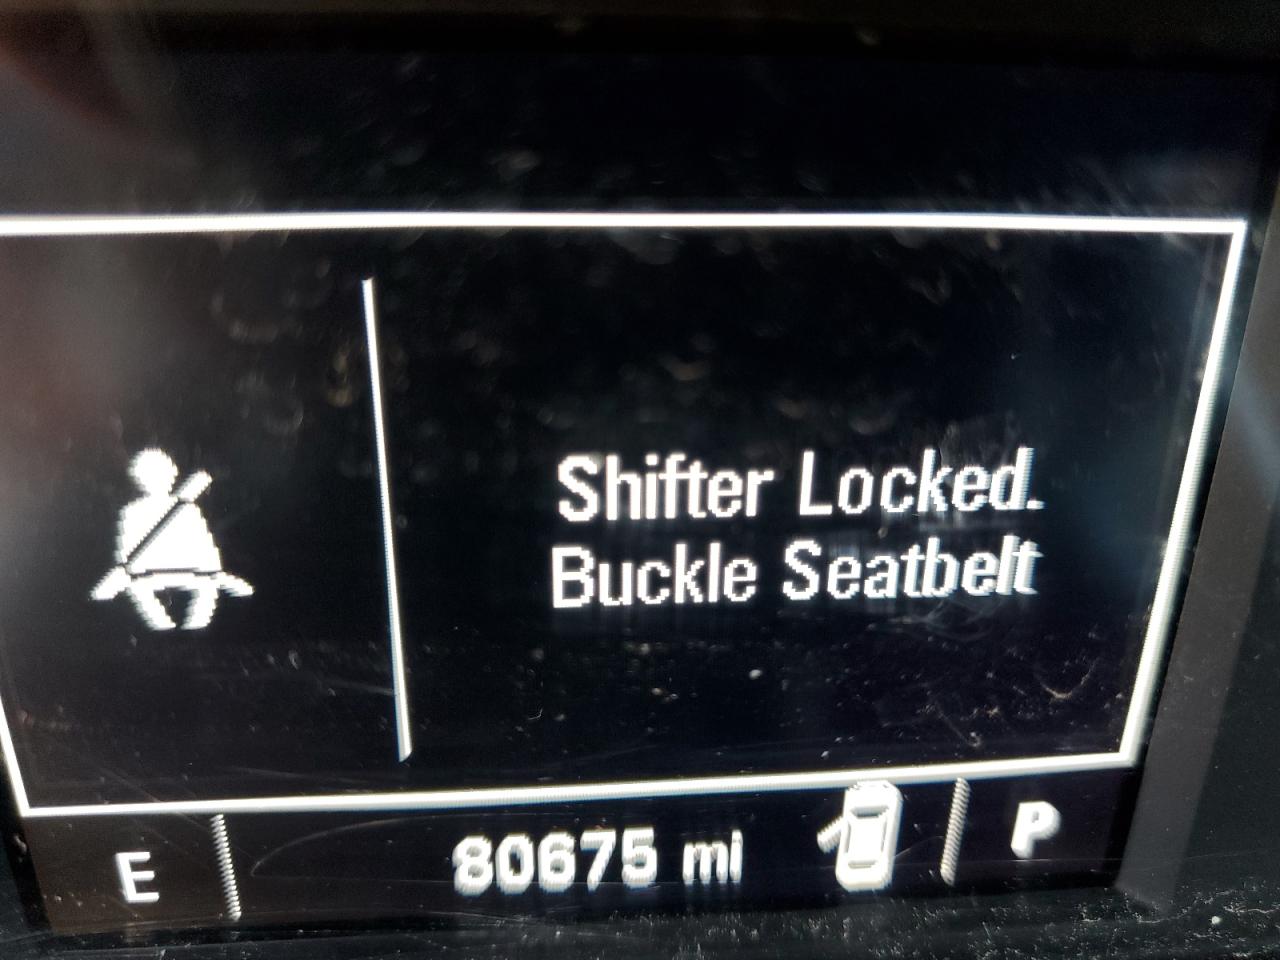 Shifter Locked.
Buckle Seatbelt
E
80675 mi
P